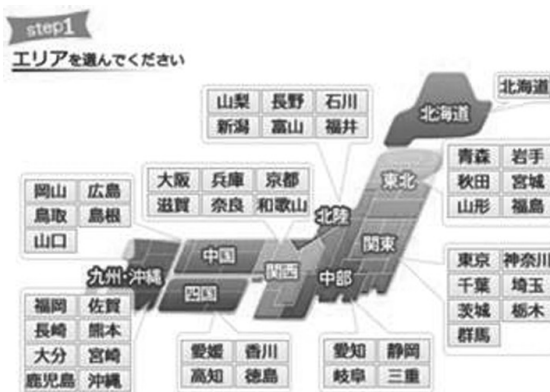 step1
エリアを選んでください
北海道
北海道
山梨 長野 石川
新潟 富山 福井
青森 岩手
秋田 宮城
山形 福島
東北
大阪 兵庫 京都
滋賀 奈良 和歌山
岡山 広島
鳥取 島根
山口
北陸
関東
中国
関西
中部
九州・沖縄
四国
東京 神奈川
千葉 埼玉
茨城 栃木
群馬
福岡 佐賀
長崎 熊本
大分 宮崎
鹿児島 沖縄
愛媛 香川
高知 徳島
愛知 静岡
岐阜 三重